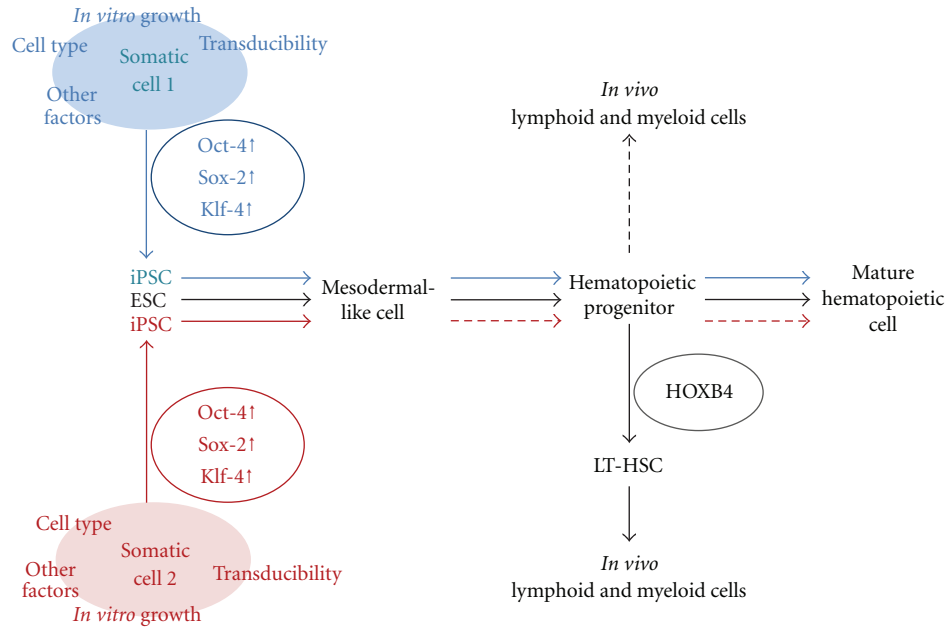 In vitro growth
Cell type
Transducibility
Somatic
cell 1
Other
factors
Oct-4↑
Sox-2↑
Klf-4↑
In vivo
lymphoid and myeloid cells
iPSC
ESC
iPSC
Mesodermal-
like cell
Hematopoietic
progenitor
Mature
hematopoietic
cell
HOXB4
LT-HSC
In vivo
lymphoid and myeloid cells
Oct-4↑
Sox-2↑
Klf-4↑
Cell type
Somatic
cell 2
Other
factors
Transducibility
In vitro growth